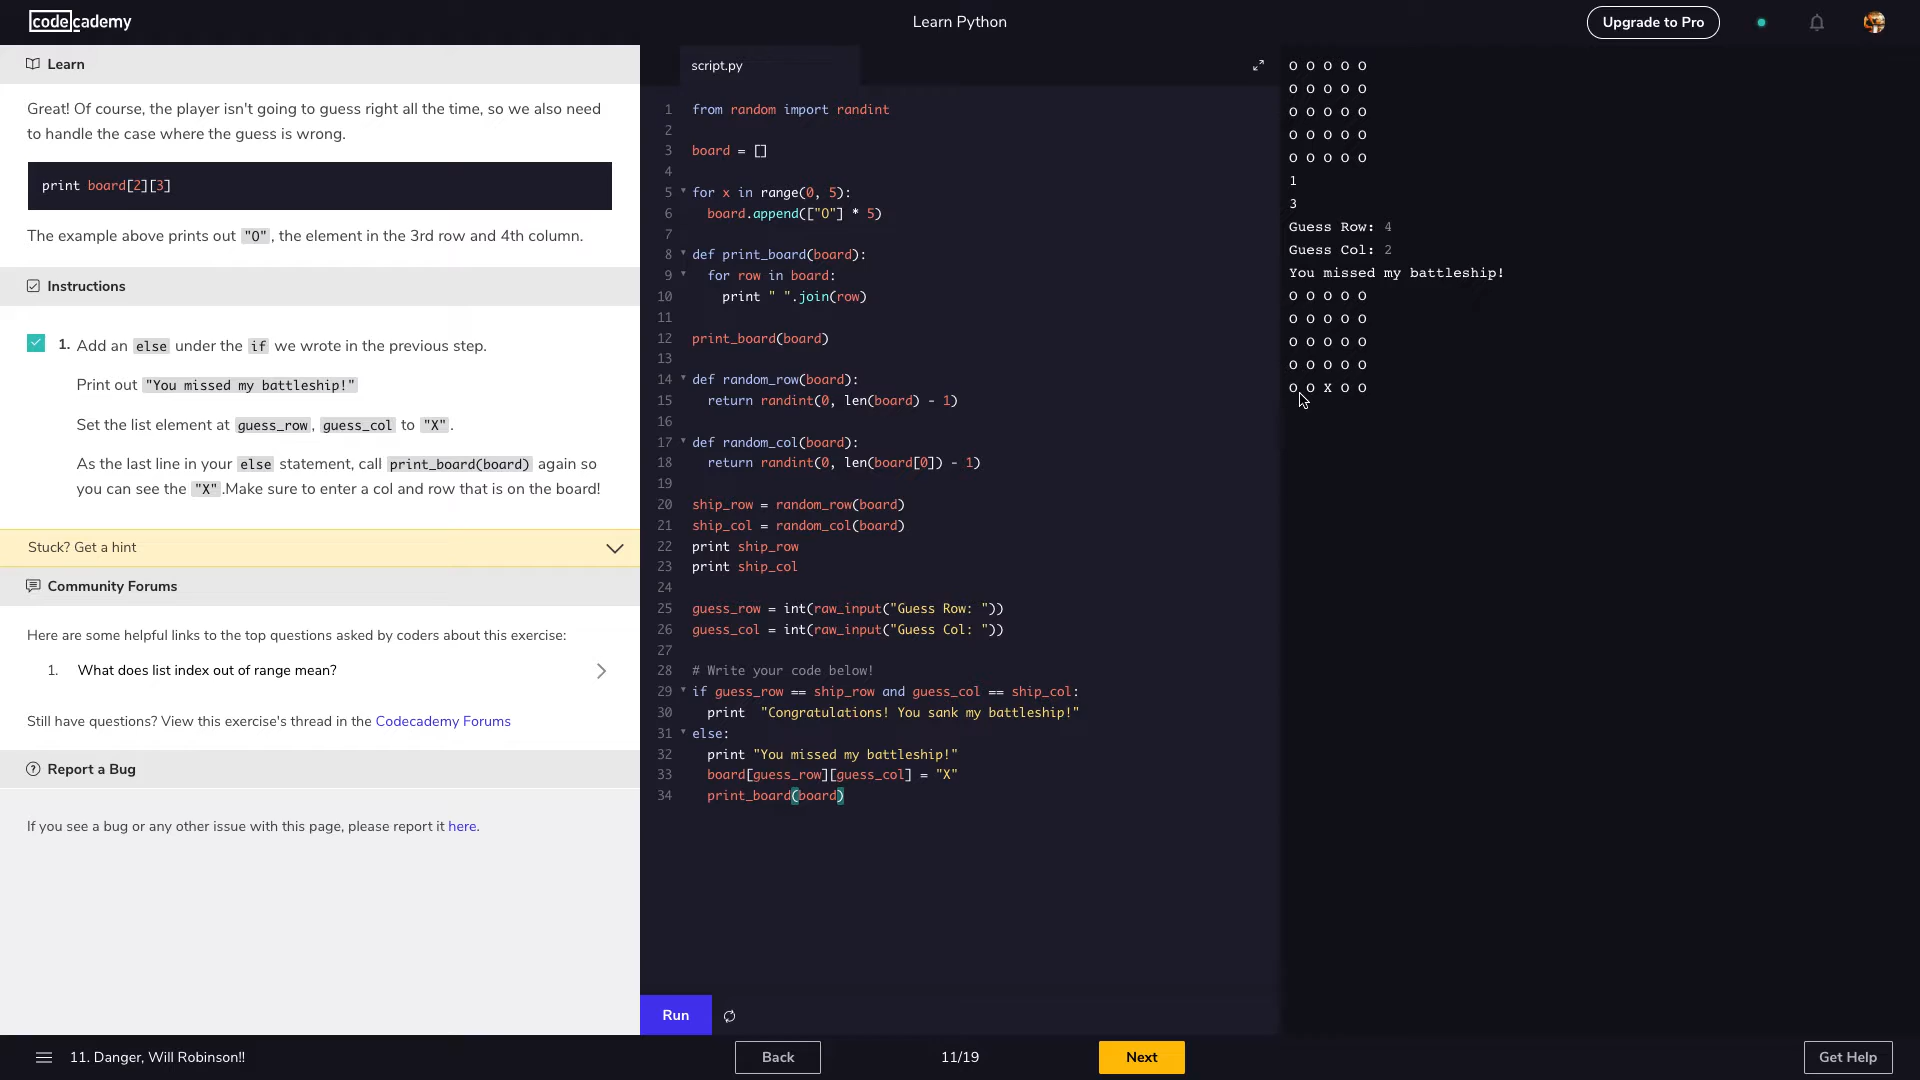 codecademy
Learn Python
Upgrade to Pro
Learn
Great! Of course, the player isn't going to guess right all the time, so we also need
to handle the case where the guess is wrong.
print board[2][3]
The example above prints out "O", the element in the 3rd row and 4th column.
Instructions
1. Add an else under the if we wrote in the previous step.
Print out "You missed my battleship!"
Set the list element at guess_row, guess_col to "X".
As the last line in your else statement, call print_board(board) again so
you can see the "X".Make sure to enter a col and row that is on the board!
Stuck? Get a hint
Community Forums
Here are some helpful links to the top questions asked by coders about this exercise:
1. What does list index out of range mean?
Still have questions? View this exercise's thread in the Codecademy Forums
Report a Bug
If you see a bug or any other issue with this page, please report it here.
script.py
1 from random import randint
2
3 board = []
4
5 for x in range(0, 5):
6   board.append(["O"] * 5)
7
8 def print_board(board):
9   for row in board:
10     print " ".join(row)
11
12 print_board(board)
13
14 def random_row(board):
15   return randint(0, len(board) - 1)
16
17 def random_col(board):
18   return randint(0, len(board[0]) - 1)
19
20 ship_row = random_row(board)
21 ship_col = random_col(board)
22 print ship_row
23 print ship_col
24
25 guess_row = int(raw_input("Guess Row: "))
26 guess_col = int(raw_input("Guess Col: "))
27
28 # Write your code below!
29 if guess_row == ship_row and guess_col == ship_col:
30   print  "Congratulations! You sank my battleship!"
31 else:
32   print "You missed my battleship!"
33   board[guess_row][guess_col] = "X"
34   print_board(board)
Run
O O O O O
O O O O O
O O O O O
O O O O O
O O O O O
1
3
Guess Row: 4
Guess Col: 2
You missed my battleship!
O O O O O
O O O O O
O O O O O
O O O O O
O O X O O
11. Danger, Will Robinson!!
Back
11/19
Next
Get Help